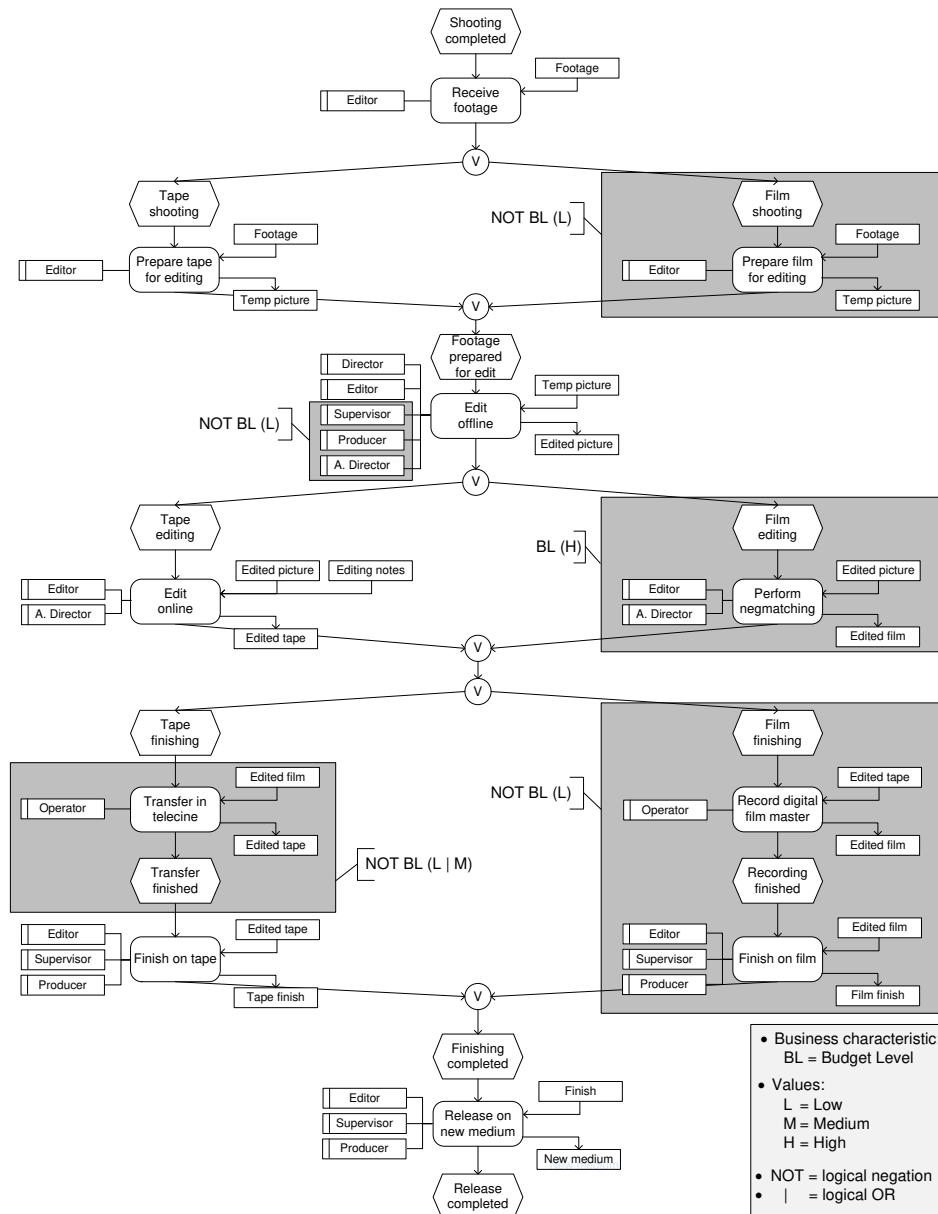 Shooting
completed
Footage
Editor
Receive
footage
V
Tape
shooting
NOT BL (L)
Film
shooting
Footage
Footage
Editor
Prepare tape
for editing
Editor
Prepare film
for editing
Temp picture
Temp picture
V
Footage
prepared
for edit
Director
Editor
Temp picture
NOT BL (L)
Supervisor
Edit
offline
Producer
Edited picture
A. Director
V
Tape
editing
BL (H)
Film
editing
Edited picture
Editing notes
Edited picture
Editor
A. Director
Edit
online
Editor
A. Director
Perform
negmatching
Edited tape
Edited film
V
V
Tape
finishing
Film
finishing
Edited film
NOT BL (L)
Edited tape
Operator
Transfer in
telecine
Operator
Record digital
film master
Edited tape
Edited film
NOT BL (L | M)
Transfer
finished
Recording
finished
Edited tape
Edited film
Editor
Supervisor
Producer
Finish on tape
Editor
Supervisor
Producer
Finish on film
Tape finish
Film finish
V
Finishing
completed
Editor
Finish
Supervisor
Release on
new medium
Producer
New medium
Release
completed
• Business characteristic
BL = Budget Level
• Values:
L = Low
M = Medium
H = High
• NOT = logical negation
• | = logical OR